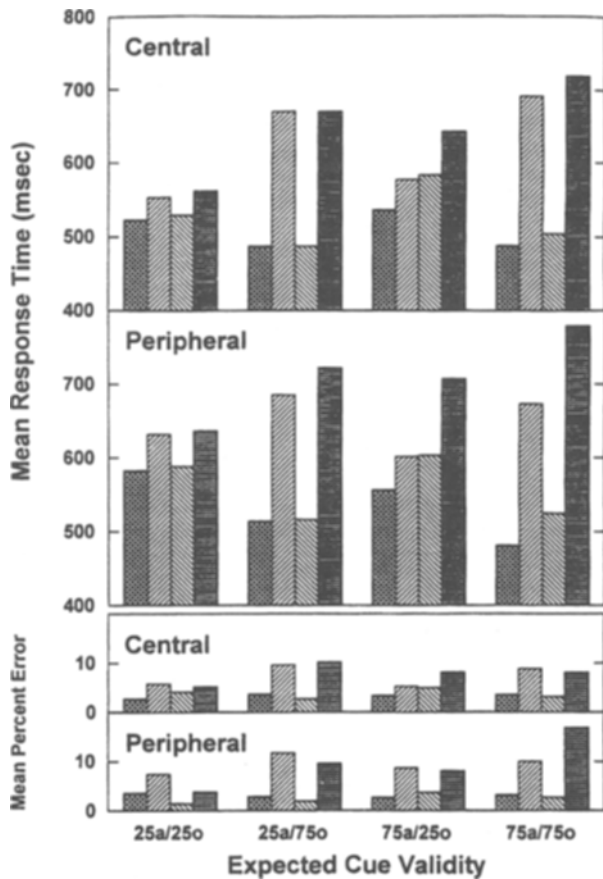 800
Central
700
600
500
400
Peripheral
700
600
500
400
Mean Response Time (msec)
Central
10
0
Peripheral
10
0
Mean Percent Error
25a/25o 25a/75o 75a/25o 75a/75o
Expected Cue Validity